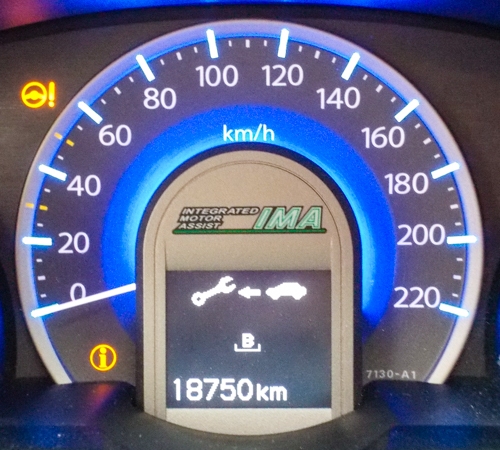 0
20
40
60
80
100
120
140
160
180
200
220
km/h
INTEGRATED
MOTOR
ASSIST
IMA
B
18750km
7130-A1
!
i